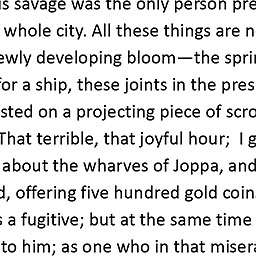 is savage was the only person pre
whole city. All these things are n
ewly developing bloom—the spri
for a ship, these joints in the pres
sted on a projecting piece of scro
That terrible, that joyful hour;  I g
about the wharves of Joppa, and
d, offering five hundred gold coin
s a fugitive; but at the same time
to him; as one who in that misera